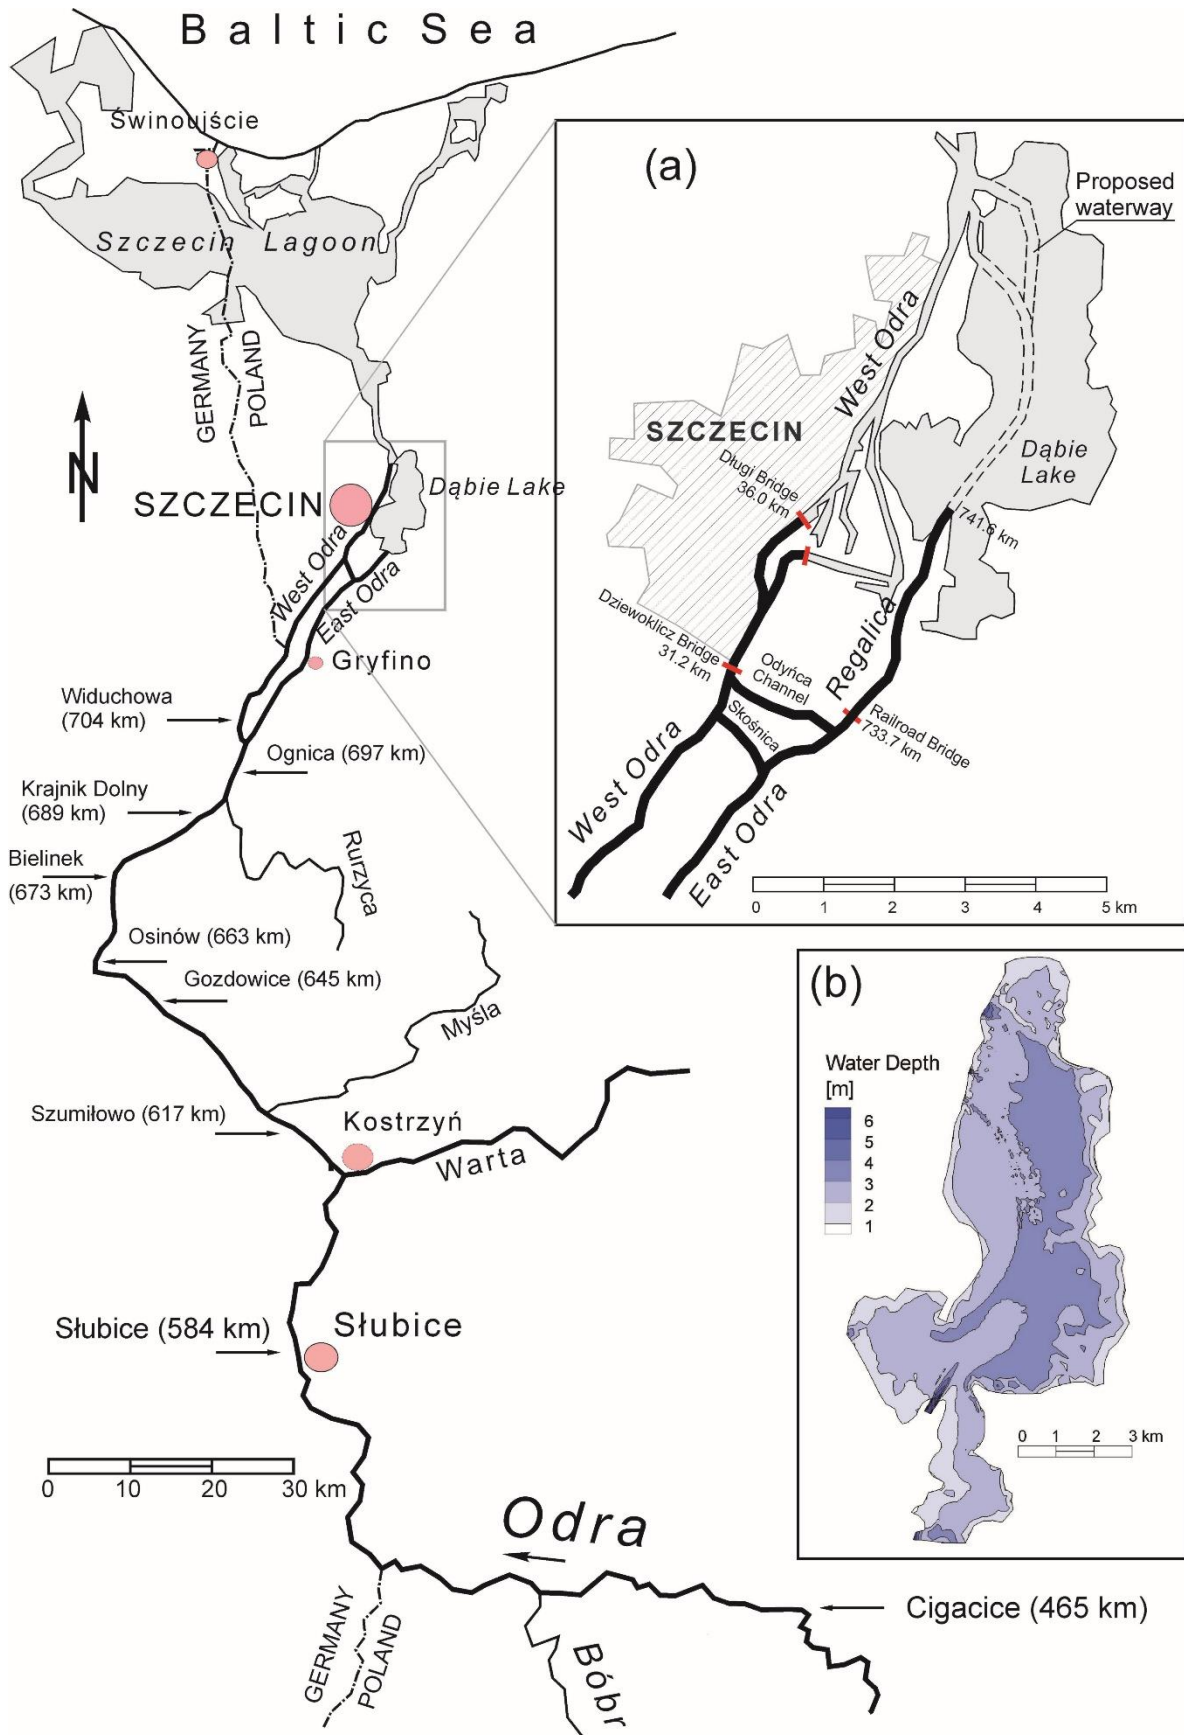 Baltic Sea
Świnoujście
Szczecin Lagoon
GERMANY
POLAND
N
SZCZECIN
Dąbie Lake
West Odra
East Odra
Gryfino
Widuchowa
(704 km)
Ognica (697 km)
Krajnik Dolny
(689 km)
Bielinek
(673 km)
Rurzyca
Osinów (663 km)
Gozdowice (645 km)
Myśla
Szumiłowo (617 km)
Kostrzyń
Warta
Słubice (584 km)
Słubice
0 10 20 30 km
Odra
Cigacice (465 km)
GERMANY
POLAND
Bóbr
(a)
Proposed
waterway
West Odra
SZCZECIN
Długi Bridge
36.0 km
Dąbie
Lake
741.6 km
Dziewoklicz Bridge
31.2 km
Odyńca
Channel
Regalica
Skośnica
Railroad Bridge
733.7 km
West Odra
East Odra
0 1 2 3 4 5 km
(b)
Water Depth
[m]
6
5
4
3
2
1
0 1 2 3 km